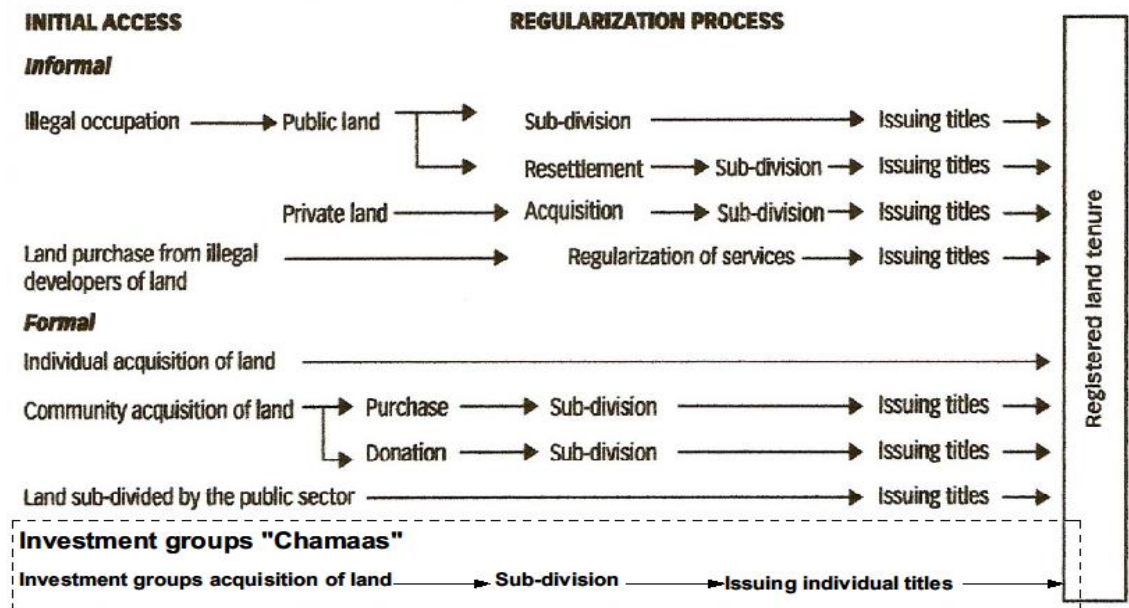 INITIAL ACCESS REGULARIZATION PROCESS
Informal
Illegal occupation Public land Sub-division Issuing titles
Resettlement Sub-division Issuing titles
Private land Acquisition Sub-division Issuing titles
Land purchase from illegal
developers of land
Regularization of services Issuing titles
Formal
Individual acquisition of land
Community acquisition of land Purchase Sub-division Issuing titles
Donation Sub-division Issuing titles
Land sub-divided by the public sector Issuing titles
Investment groups "Chamaas"
Investment groups acquisition of land Sub-division Issuing individual titles
Registered land tenure